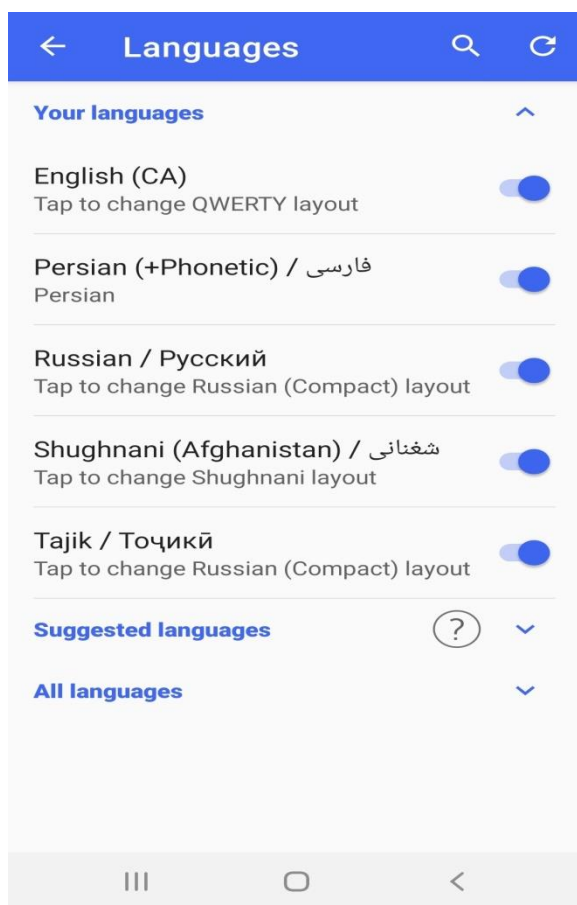 Languages
Your languages
English (CA)
Tap to change QWERTY layout
Persian (+Phonetic) / فارسی
Persian
Russian / Русский
Tap to change Russian (Compact) layout
Shughnani (Afghanistan) / شغنانی
Tap to change Shughnani layout
Tajik / Тоҷикӣ
Tap to change Russian (Compact) layout
Suggested languages ?
All languages